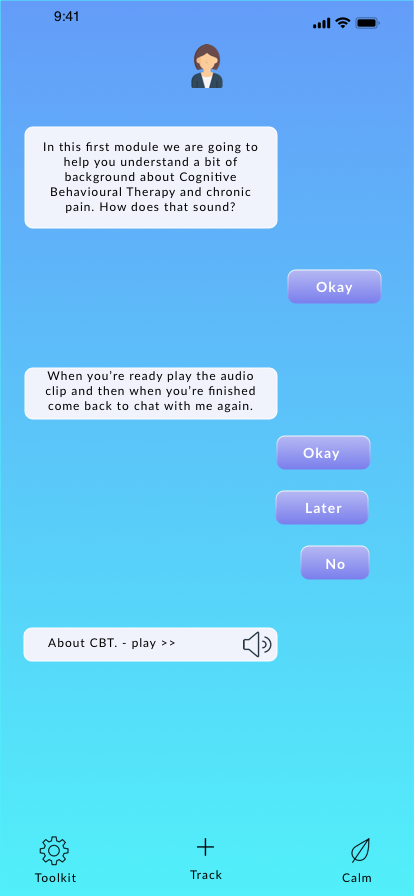 9:41
In this first module we are going to
help you understand a bit of
background about Cognitive
Behavioural Therapy and chronic
pain. How does that sound?
Okay
When you’re ready play the audio
clip and then when you’re finished
come back to chat with me again.
Okay
Later
No
About CBT. - play >>
Toolkit
Track
Calm